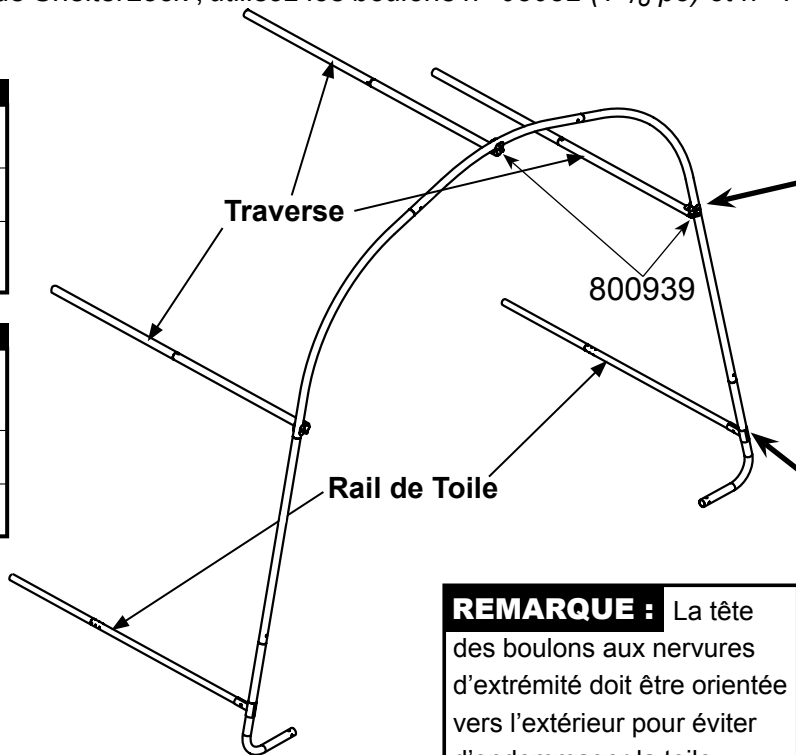 Traverse
800939
Rail de Toile
REMARQUE : La tête
des boulons aux nervures
d'extrémité doit être orientée
vers l'extérieur pour éviter